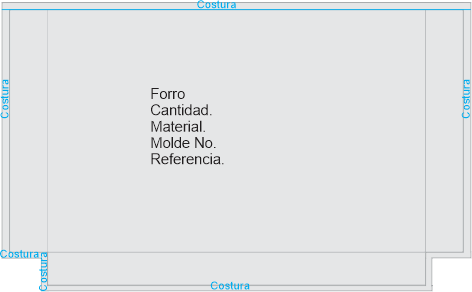 Costura
Costura
Costura
Forro
Cantidad.
Material.
Molde No.
Referencia.
Costura
Costura
Costura